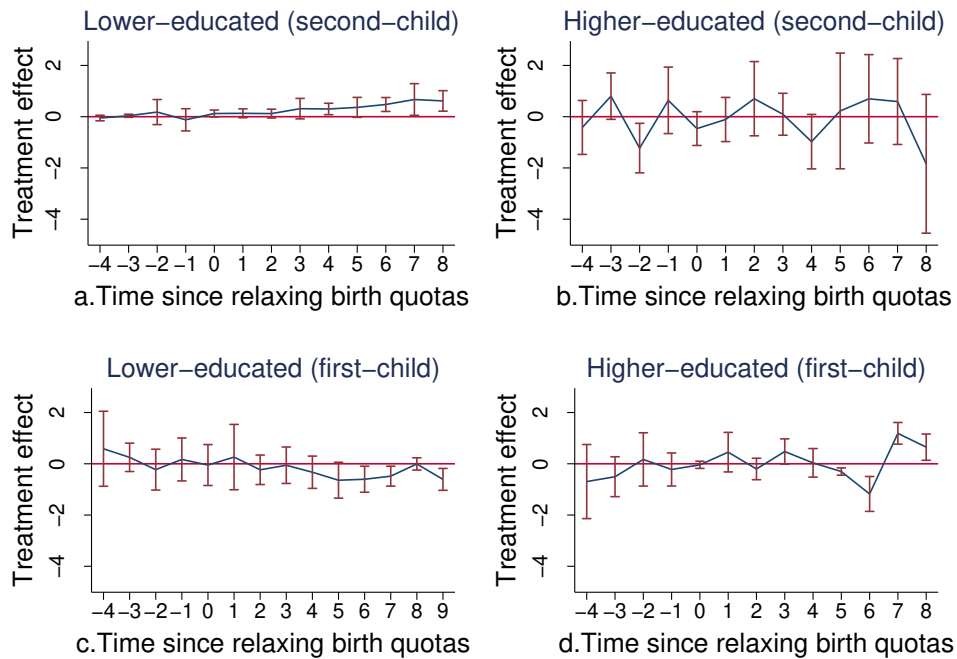 Lower−educated (second−child)
Treatment effect
2
0
−2
−4
−4 −3 −2 −1 0 1 2 3 4 5 6 7 8
a.Time since relaxing birth quotas
Higher−educated (second−child)
Treatment effect
2
0
−2
−4
−4 −3 −2 −1 0 1 2 3 4 5 6 7 8
b.Time since relaxing birth quotas
Lower−educated (first−child)
Treatment effect
2
0
−2
−4
−4 −3 −2 −1 0 1 2 3 4 5 6 7 8 9
c.Time since relaxing birth quotas
Higher−educated (first−child)
Treatment effect
2
0
−2
−4
−4 −3 −2 −1 0 1 2 3 4 5 6 7 8
d.Time since relaxing birth quotas